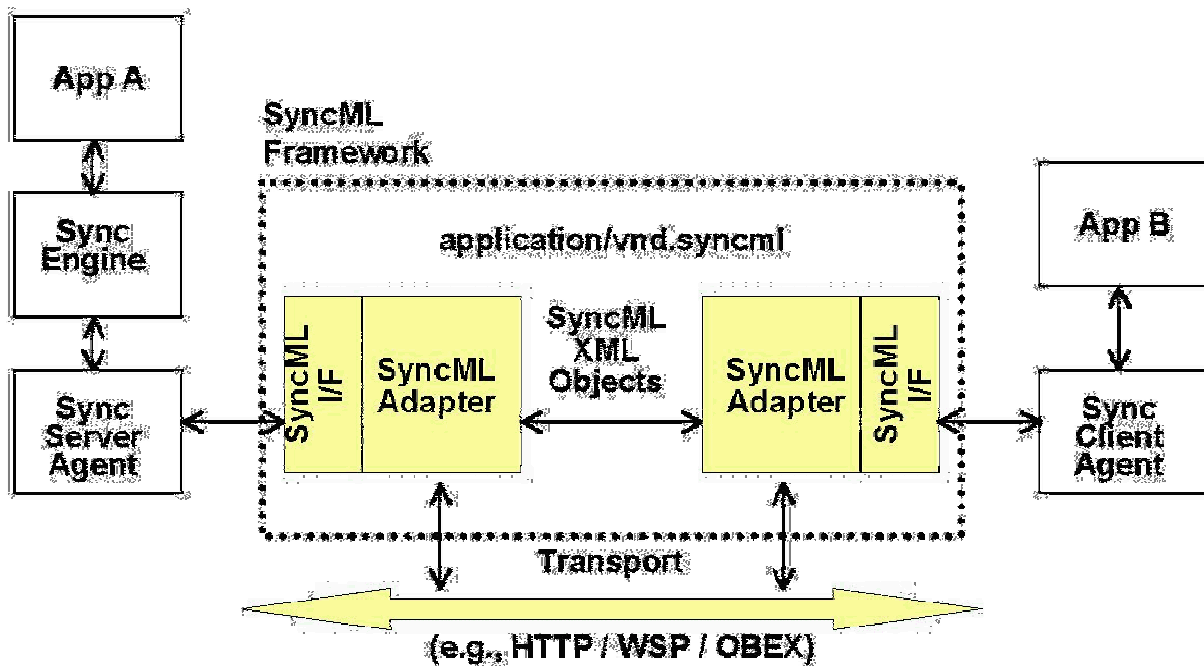 App A
Sync
Engine
Sync
Server
Agent
SyncML
Framework
application/vnd.syncml
SyncML
I/F
SyncML
Adapter
SyncML
XML
Objects
SyncML
Adapter
SyncML
I/F
App B
Sync
Client
Agent
Transport
(e.g., HTTP / WSP / OBEX)